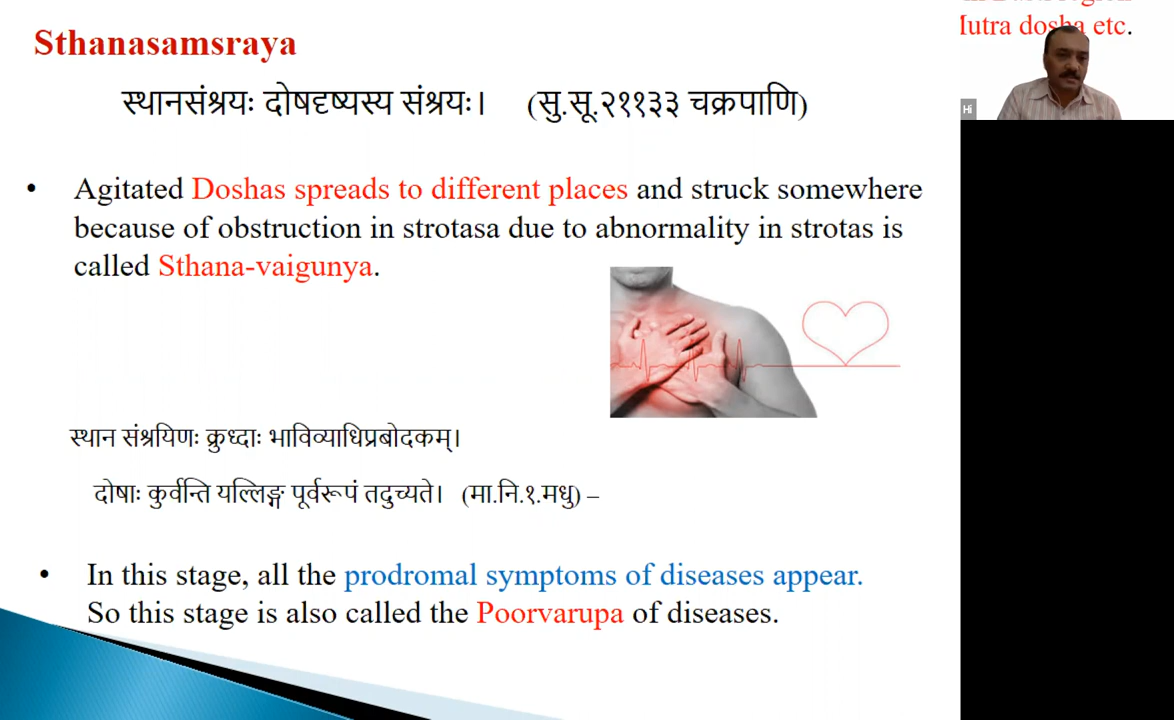 Mutra dosha etc.
Sthanasamsraya
स्थानसंश्रयः दोषदृष्यस्य संश्रयः। (सु.सू.२११३३ चक्रपाणि)
• Agitated Doshas spreads to different places and struck somewhere
because of obstruction in strotasa due to abnormality in strotas is
called Sthana-vaigunya.
स्थान संश्रयिणः क्रुध्दाः भाविव्याधिप्रबोदकम्।
दोषाः कुर्वन्ति यल्लिङ्ग पूर्वरूपं तदुच्यते। (मा.नि.१.मधु) –
• In this stage, all the prodromal symptoms of diseases appear.
So this stage is also called the Poorvarupa of diseases.
Hi